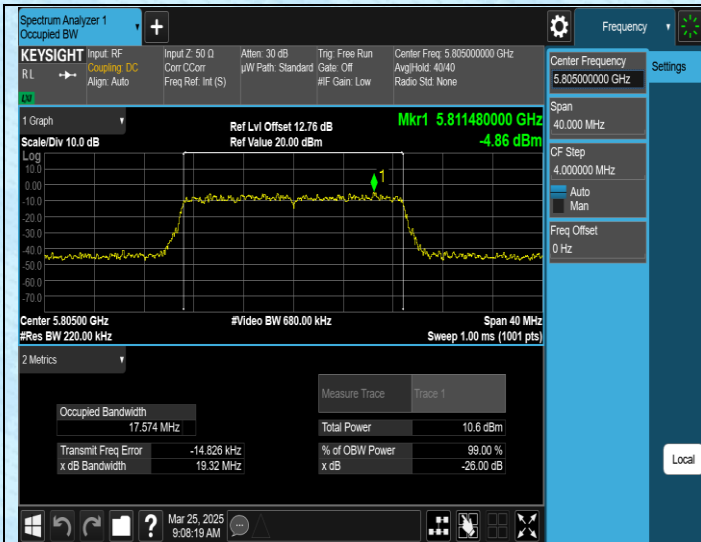 Spectrum Analyzer 1
Occupied BW
Frequency
KEYSIGHT
RL
LXI
Input: RF
Coupling: DC
Align: Auto
Input Z: 50 Ω
Corr CCorr
Freq Ref: Int (S)
Atten: 30 dB
µW Path: Standard
Trig: Free Run
Gate: Off
#IF Gain: Low
Center Freq: 5.805000000 GHz
Avg|Hold: 40/40
Radio Std: None
1 Graph
Scale/Div 10.0 dB
Ref Lvl Offset 12.76 dB
Ref Value 20.00 dBm
Mkr1 5.811480000 GHz
-4.86 dBm
Log
10.0
0.00
-10.0
-20.0
-30.0
-40.0
-50.0
-60.0
-70.0
1
Center 5.80500 GHz
#Res BW 220.00 kHz
#Video BW 680.00 kHz
Span 40 MHz
Sweep 1.00 ms (1001 pts)
2 Metrics
Measure Trace
Trace 1
Occupied Bandwidth
17.574 MHz
Total Power
10.6 dBm
Transmit Freq Error
-14.826 kHz
% of OBW Power
99.00 %
x dB Bandwidth
19.32 MHz
x dB
-26.00 dB
Mar 25, 2025
9:08:19 AM
Center Frequency
5.805000000 GHz
Span
40.000 MHz
CF Step
4.000000 MHz
Auto
Man
Freq Offset
0 Hz
Settings
Local